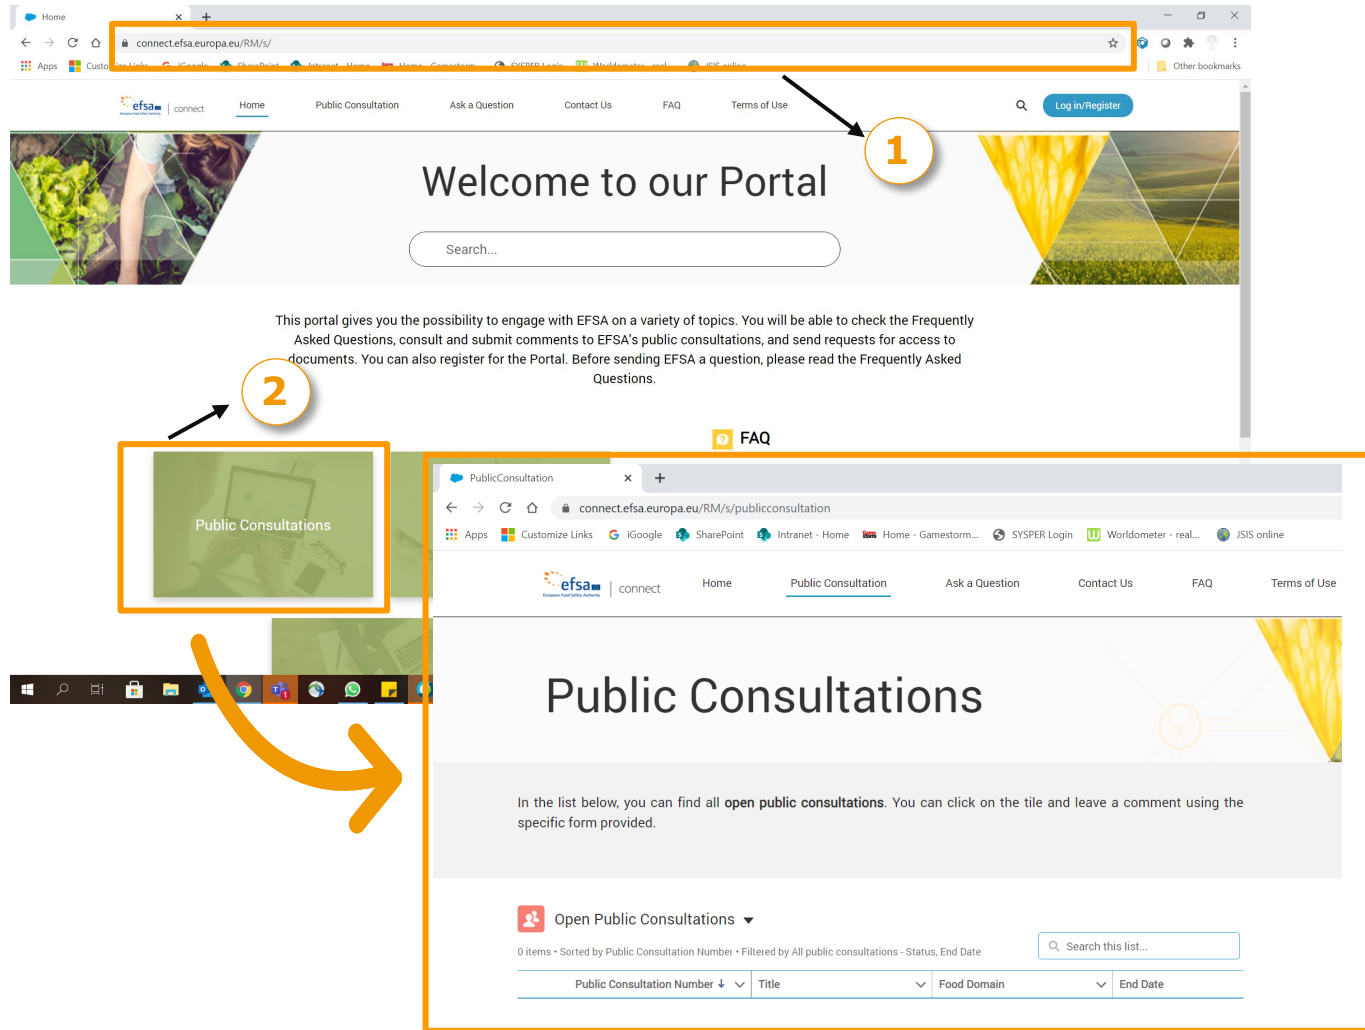 Home
connect.efsa.europa.eu/RM/s/
Apps
Other bookmarks
efsa
European Food Safety Authority
connect
Home
Public Consultation
Ask a Question
Contact Us
FAQ
Terms of Use
Log in/Register
1
Welcome to our Portal
Search...
This portal gives you the possibility to engage with EFSA on a variety of topics. You will be able to check the Frequently
Asked Questions, consult and submit comments to EFSA's public consultations, and send requests for access to
documents. You can also register for the Portal. Before sending EFSA a question, please read the Frequently Asked
Questions.
2
FAQ
Public Consultations
PublicConsultation
connect.efsa.europa.eu/RM/s/publicconsultation
Apps
Customize Links
iGoogle
SharePoint
Intranet - Home
Home - Gamestorm...
SYSPER Login
Worldometer - real...
JSIS online
efsa
European Food Safety Authority
connect
Home
Public Consultation
Ask a Question
Contact Us
FAQ
Terms of Use
Public Consultations
In the list below, you can find all open public consultations. You can click on the tile and leave a comment using the
specific form provided.
Open Public Consultations
0 items • Sorted by Public Consultation Number • Filtered by All public consultations - Status, End Date
Search this list...
Public Consultation Number
Title
Food Domain
End Date